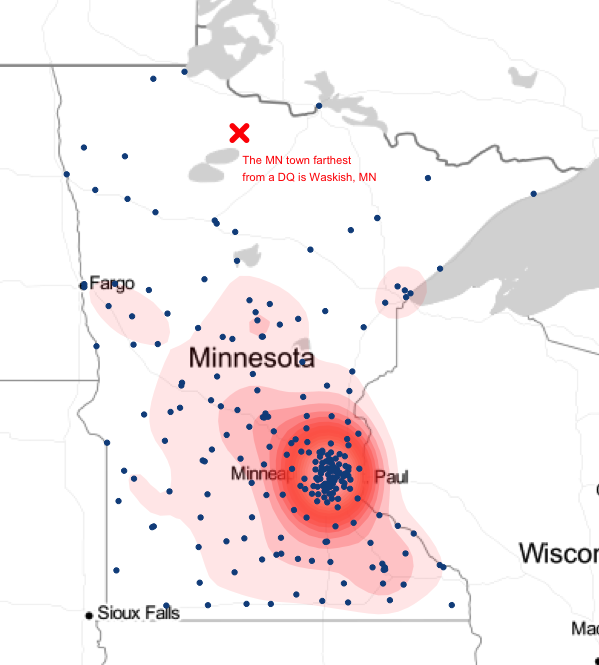 The MN town farthest
from a DQ is Waskish, MN
Fargo
Minnesota
Minnea Paul
Wiscor
Sioux Falls
Mac